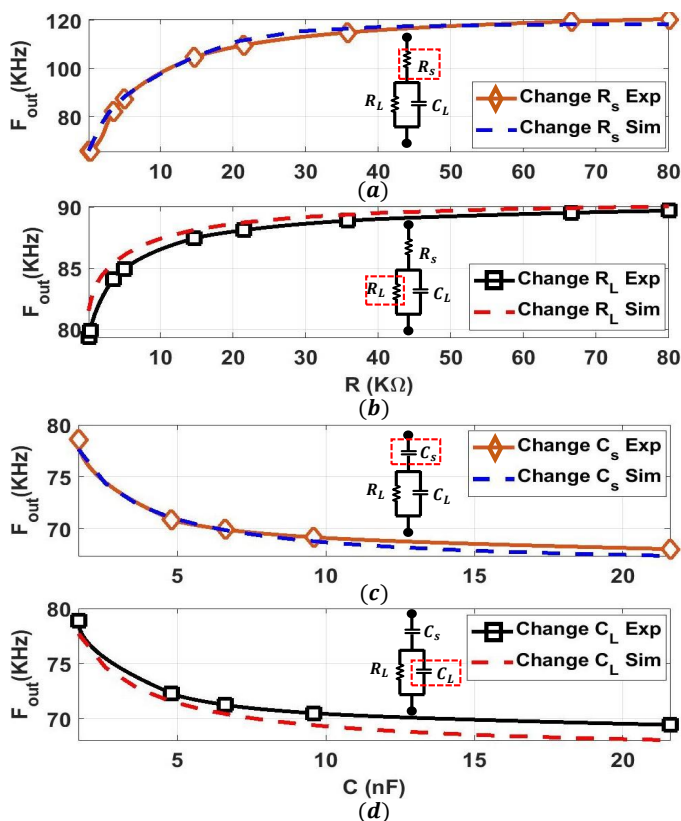 120
100
80
F_out(KHz)
R_s
R_L
C_L
Change R_s Exp
Change R_s Sim
10 20 30 40 50 60 70 80
(a)
90
85
80
F_out(KHz)
R_s
R_L
C_L
Change R_L Exp
Change R_L Sim
10 20 30 40 50 60 70 80
R (KΩ)
(b)
80
75
70
F_out(KHz)
C_s
R_L
C_L
Change C_s Exp
Change C_s Sim
5 10 15 20
(c)
80
75
70
F_out(KHz)
C_s
R_L
C_L
Change C_L Exp
Change C_L Sim
5 10 15 20
C (nF)
(d)